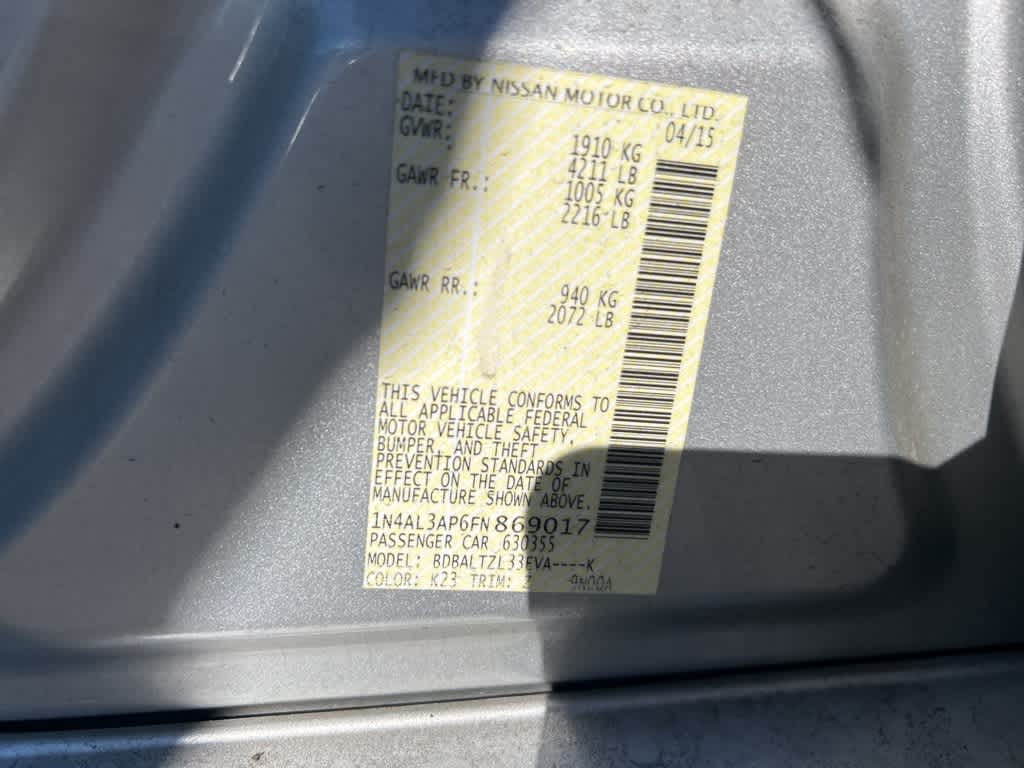 MFD BY NISSAN MOTOR CO., LTD.
DATE: 04/15
GVWR: 1910 KG
4211 LB
GAWR FR.: 1005 KG
2216 LB
GAWR RR.: 940 KG
2072 LB
THIS VEHICLE CONFORMS TO
ALL APPLICABLE FEDERAL
MOTOR VEHICLE SAFETY,
BUMPER, AND THEFT
PREVENTION STANDARDS IN
EFFECT ON THE DATE OF
MANUFACTURE SHOWN ABOVE.
1N4AL3AP6FN869017
PASSENGER CAR 630355
MODEL: BDBALTZL33EVA----K
COLOR: K23 TRIM: